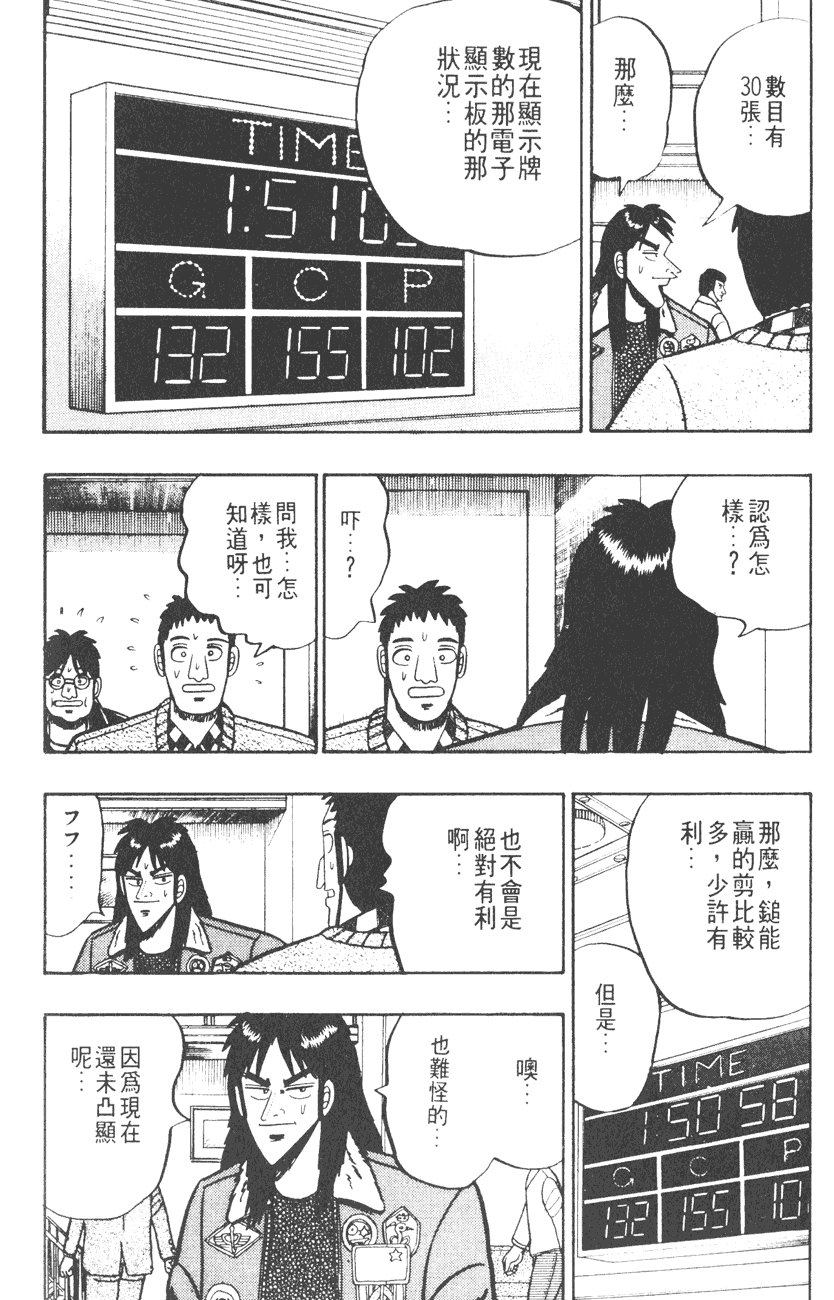 數目有
30張…
那麼…
現在顯示牌
數的那電子
顯示板的那
狀況…
TIME
1:510
G C P
132 155 102
認爲怎
樣…?
吓…?
問我…怎
樣，也可
知道呀…
那麼，鎚能
贏的剪比較
多，少許有
利…
但是…
TIME
1:50 58
G C P
132 155 10
也不會是
絕對有利
啊…
フフ‥‥
噢…
也難怪的…
因爲現在
還未凸顯
呢…